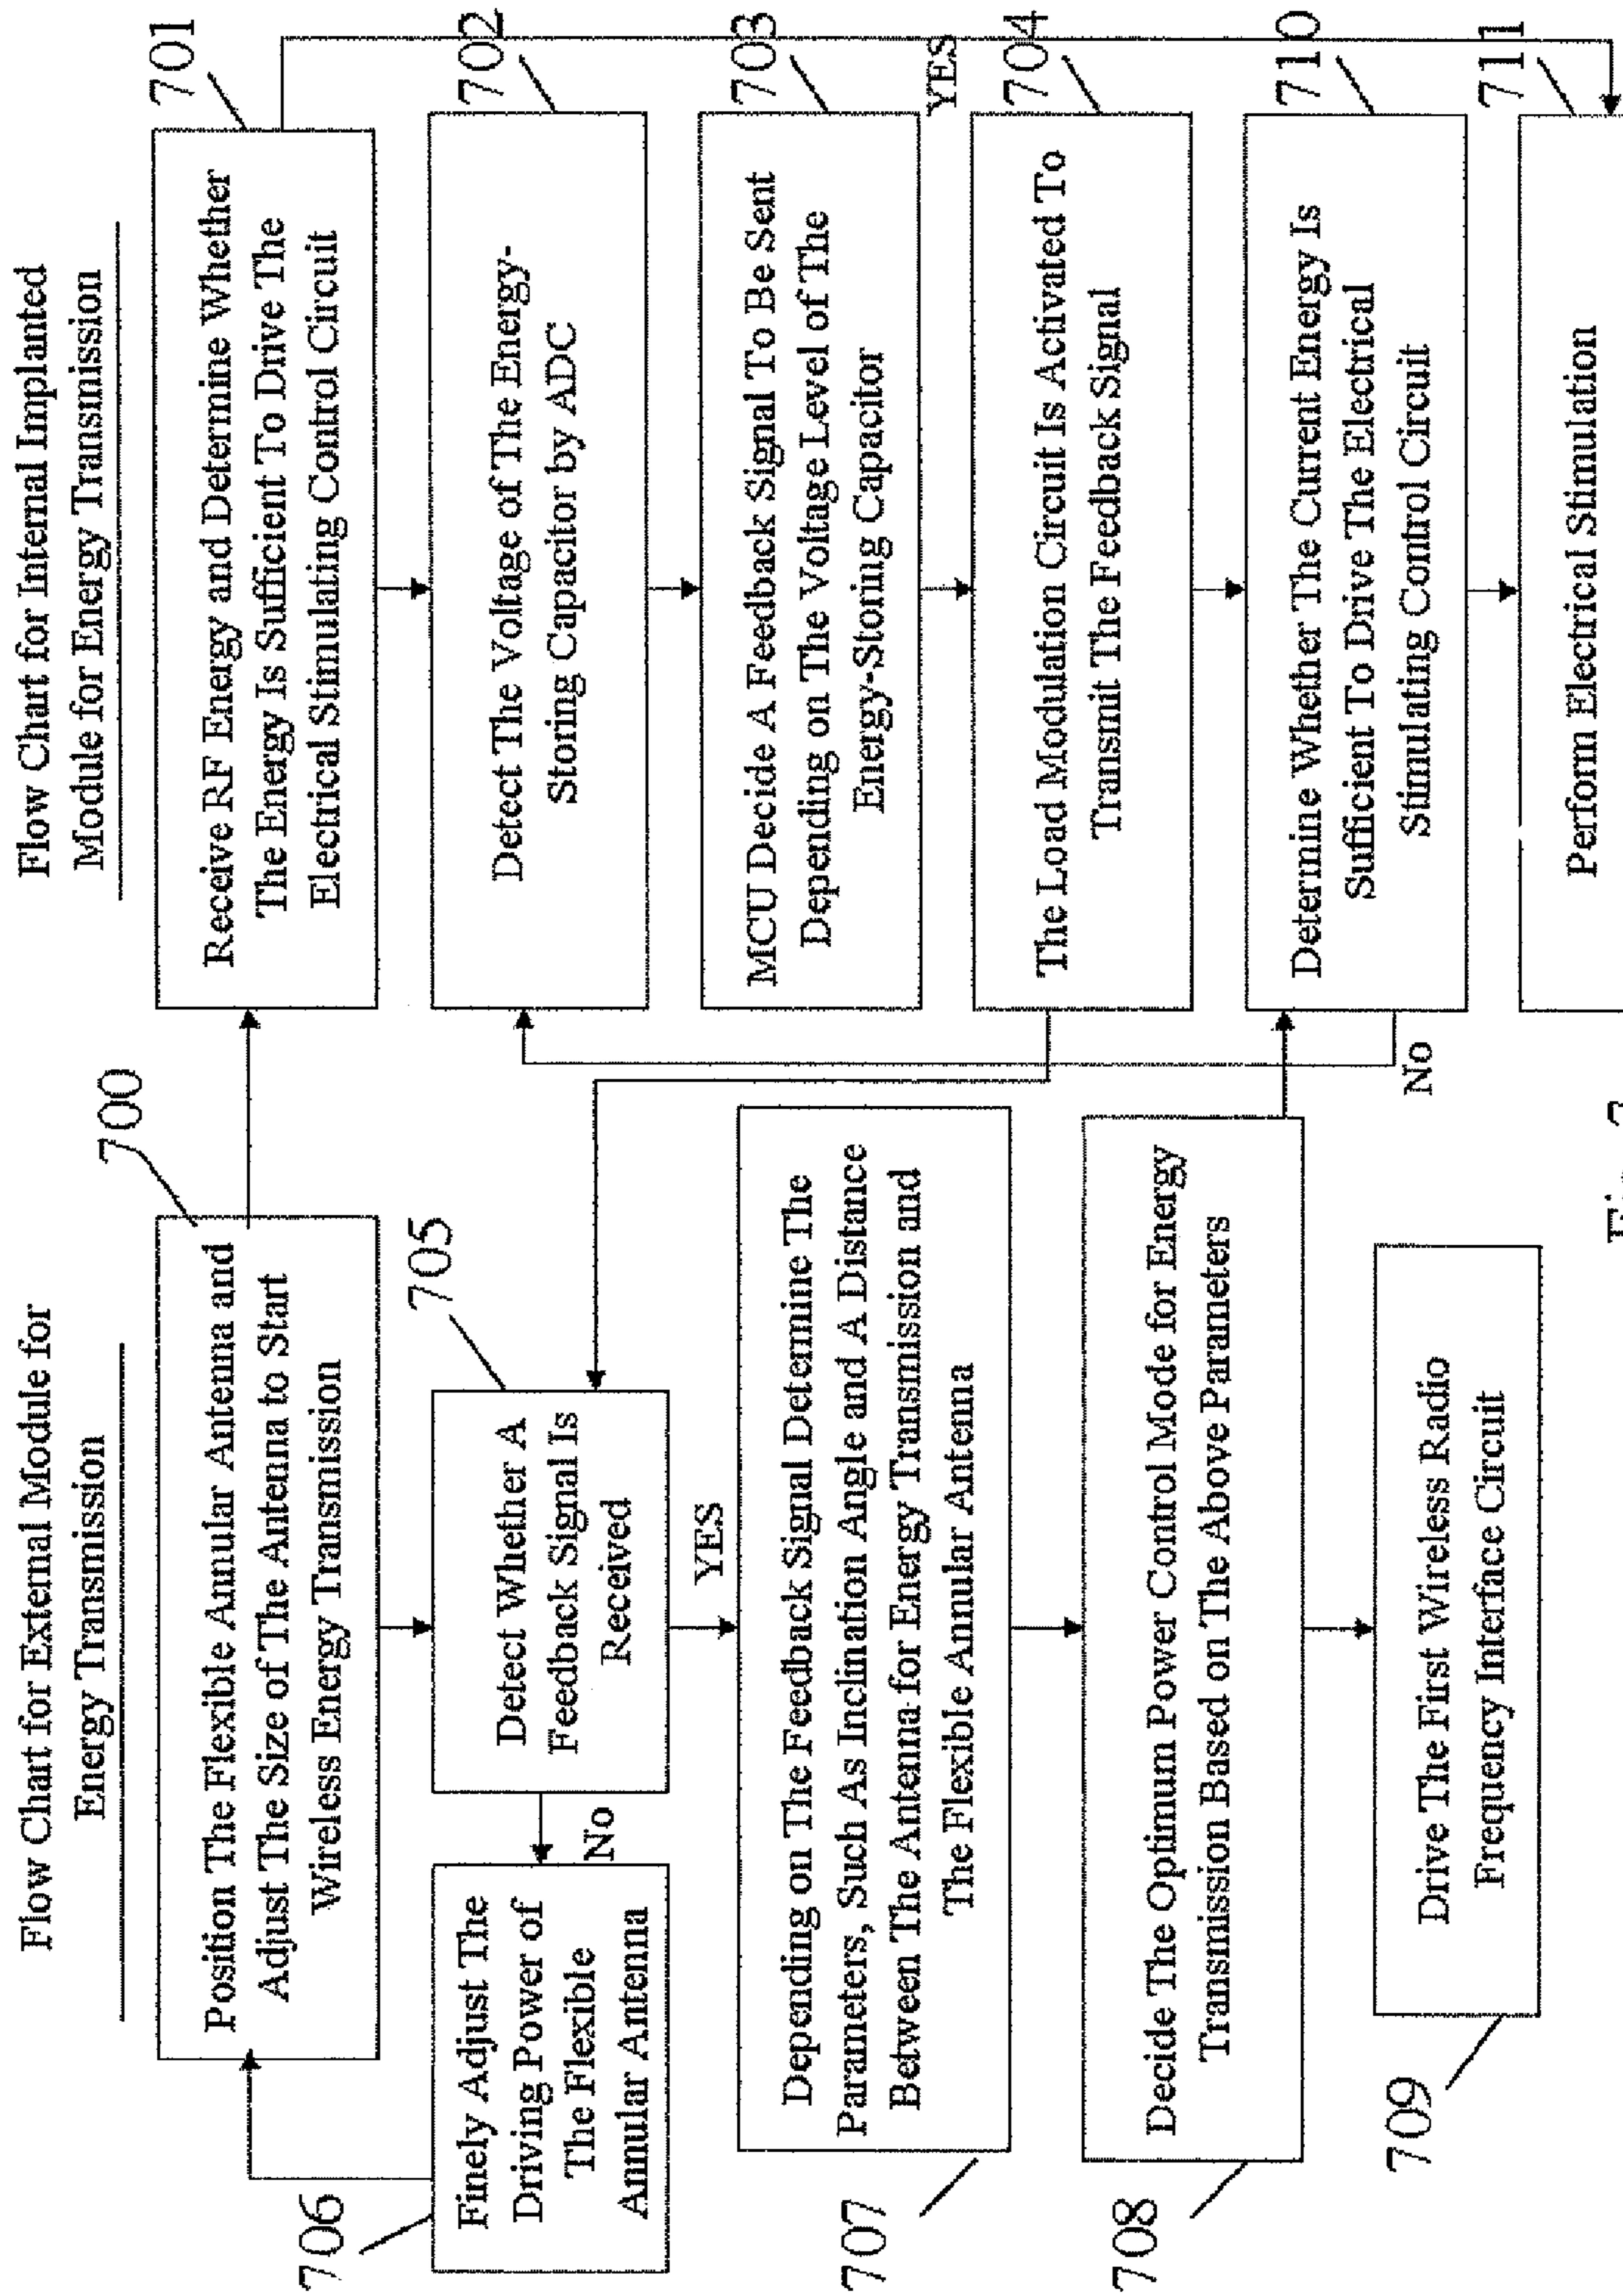 Flow Chart for External Module for
Energy Transmission
700
Position The Flexible Annular Antenna and
Adjust The Size of The Antenna to Start
Wireless Energy Transmission
705
Detect Whether A
Feedback Signal Is
Received
No
YES
706
Finely Adjust The
Driving Power of
The Flexible
Annular Antenna
707
Depending on The Feedback Signal Determine The
Parameters, Such As Inclination Angle and A Distance
Between The Antenna for Energy Transmission and
The Flexible Annular Antenna
708
Decide The Optimum Power Control Mode for Energy
Transmission Based on The Above Parameters
709
Drive The First Wireless Radio
Frequency Interface Circuit
Flow Chart for Internal Implanted
Module for Energy Transmission
701
Receive RF Energy and Determine Whether
The Energy Is Sufficient To Drive The
Electrical Stimulating Control Circuit
702
Detect The Voltage of The Energy-
Storing Capacitor by ADC
703
MCU Decide A Feedback Signal To Be Sent
Depending on The Voltage Level of The
Energy-Storing Capacitor
YES
704
The Load Modulation Circuit Is Activated To
Transmit The Feedback Signal
710
Determine Whether The Current Energy Is
Sufficient To Drive The Electrical
Stimulating Control Circuit
No
711
Perform Electrical Stimulation